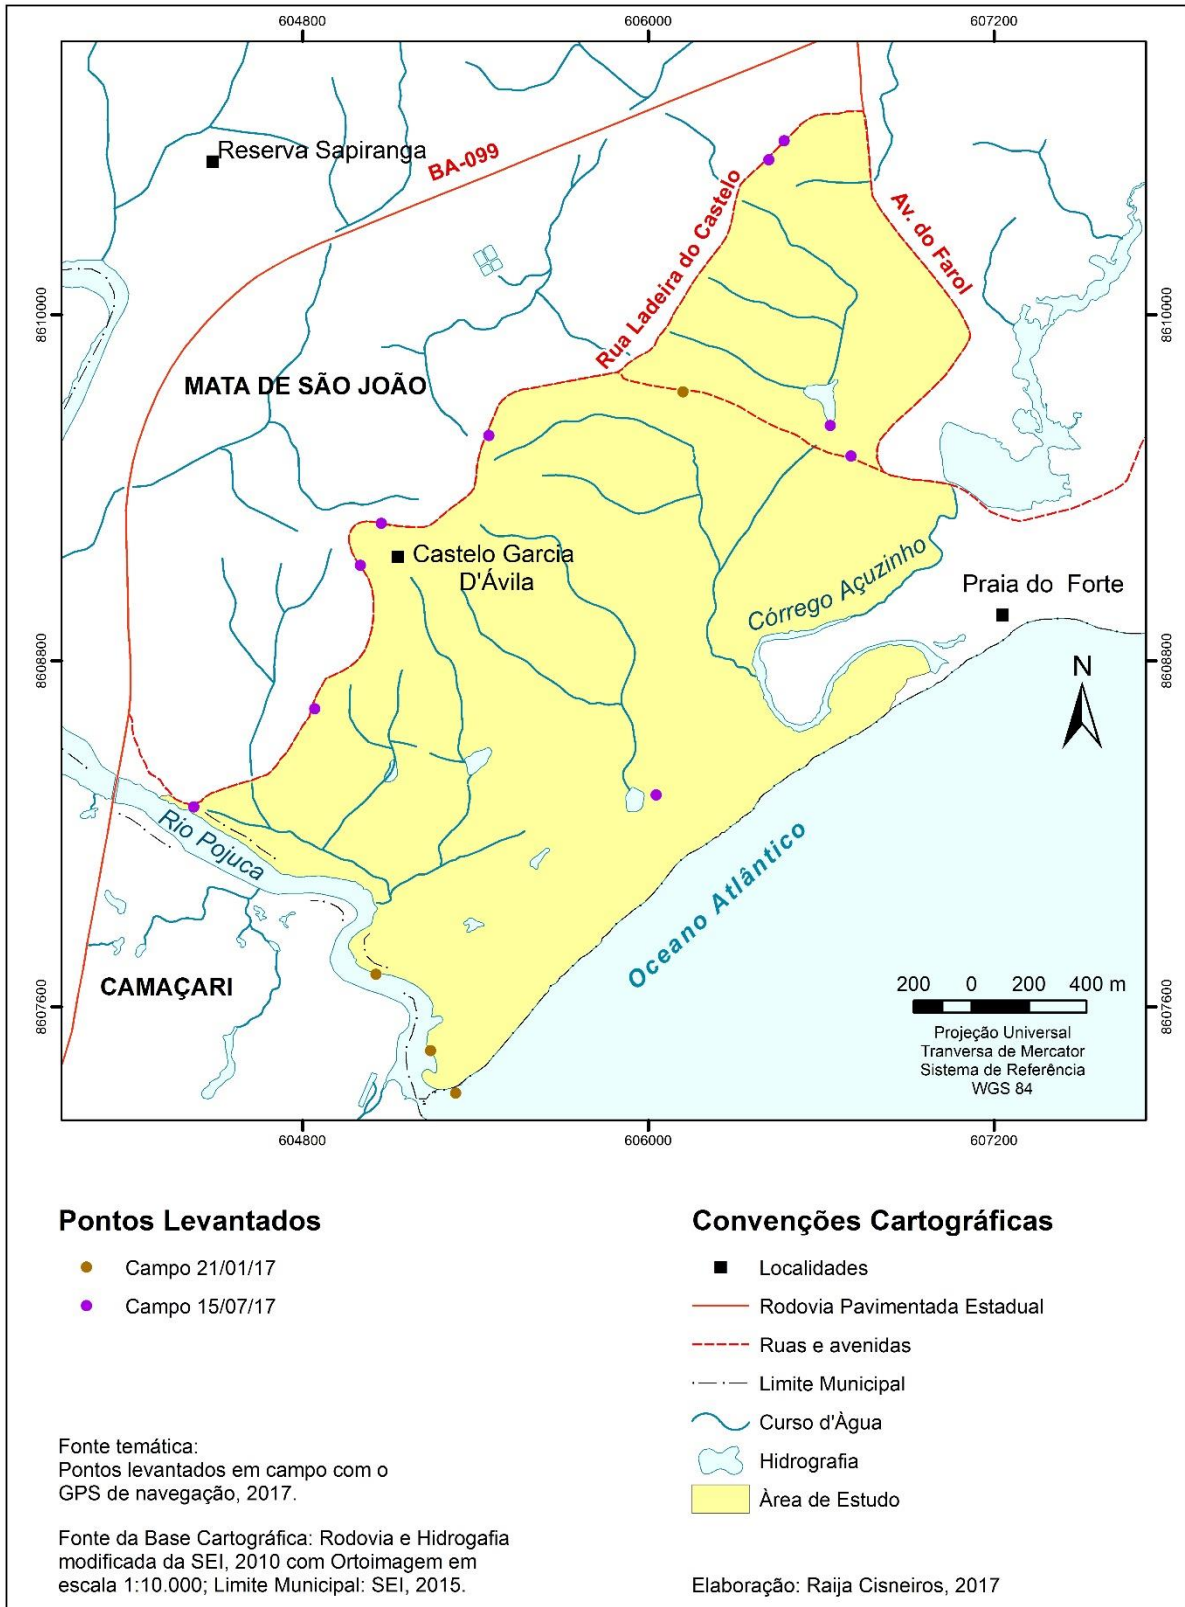 604800
606000
607200
Reserva Sapiranga
BA-099
Rua Ladeira do Castelo
Av. do Farol
8610000
8610000
MATA DE SÃO JOÃO
Castelo Garcia
D'Ávila
Córrego Açuzinho
Praia do Forte
8608800
8608800
N
Rio Pojuca
Oceano Atlântico
CAMAÇARI
200 0 200 400 m
8607600
8607600
Projeção Universal
Tranversa de Mercator
Sistema de Referência
WGS 84
604800
606000
607200
Pontos Levantados
Campo 21/01/17
Campo 15/07/17
Convenções Cartográficas
Localidades
Rodovia Pavimentada Estadual
Ruas e avenidas
Limite Municipal
Curso d'Àgua
Hidrografia
Àrea de Estudo
Fonte temática:
Pontos levantados em campo com o
GPS de navegação, 2017.
Fonte da Base Cartográfica: Rodovia e Hidrogafia
modificada da SEI, 2010 com Ortoimagem em
escala 1:10.000; Limite Municipal: SEI, 2015.
Elaboração: Raija Cisneiros, 2017